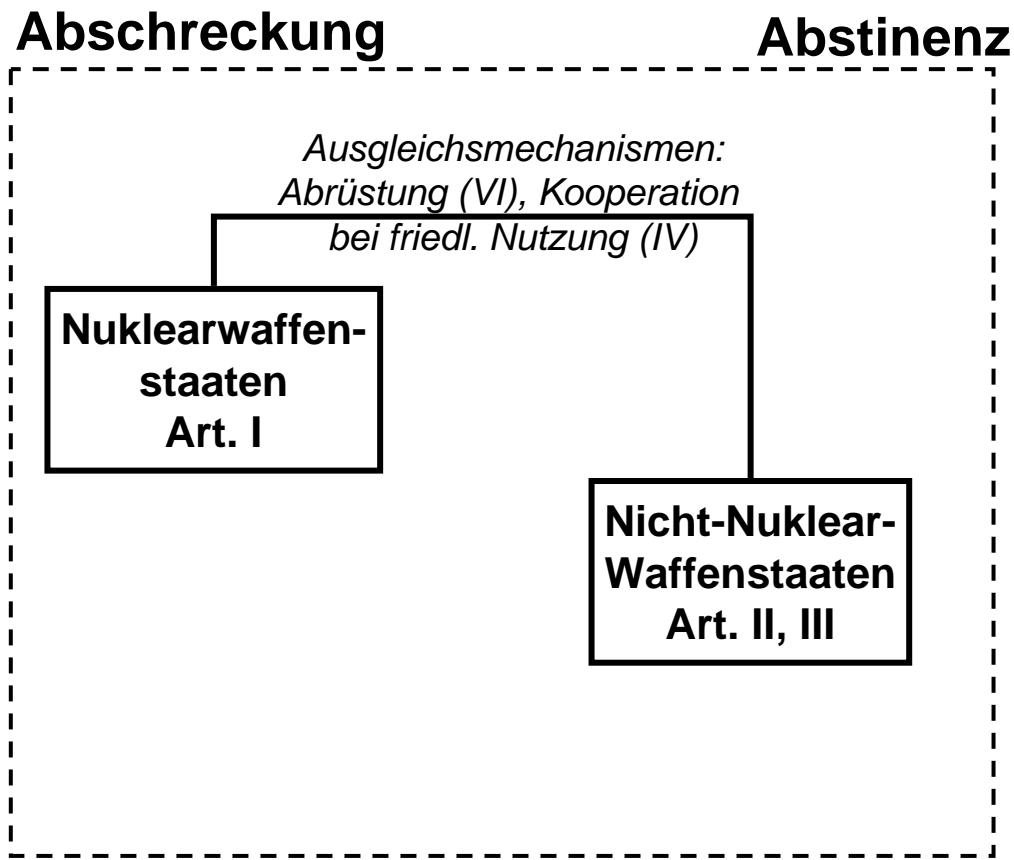 Abschreckung
Abstinenz
Ausgleichsmechanismen:
Abrüstung (VI), Kooperation
bei friedl. Nutzung (IV)
Nuklearwaffen-
staaten
Art. I
Nicht-Nuklear-
Waffenstaaten
Art. II, III